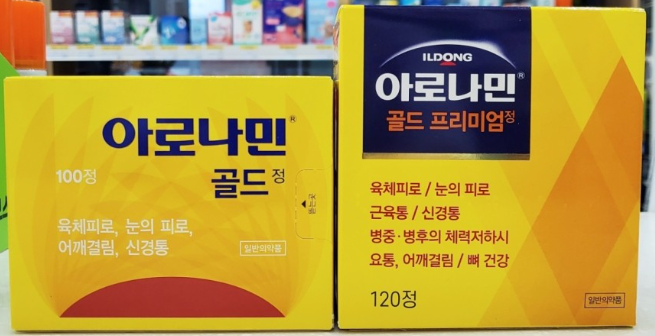 아로나민®
골드 정
100정
육체피로, 눈의 피로,
어깨결림, 신경통
일반의약품
ILDONG
아로나민®
골드 프리미엄정
육체피로 / 눈의 피로
근육통 / 신경통
병중·병후의 체력저하시
요통, 어깨결림 / 뼈 건강
120정
일반의약품